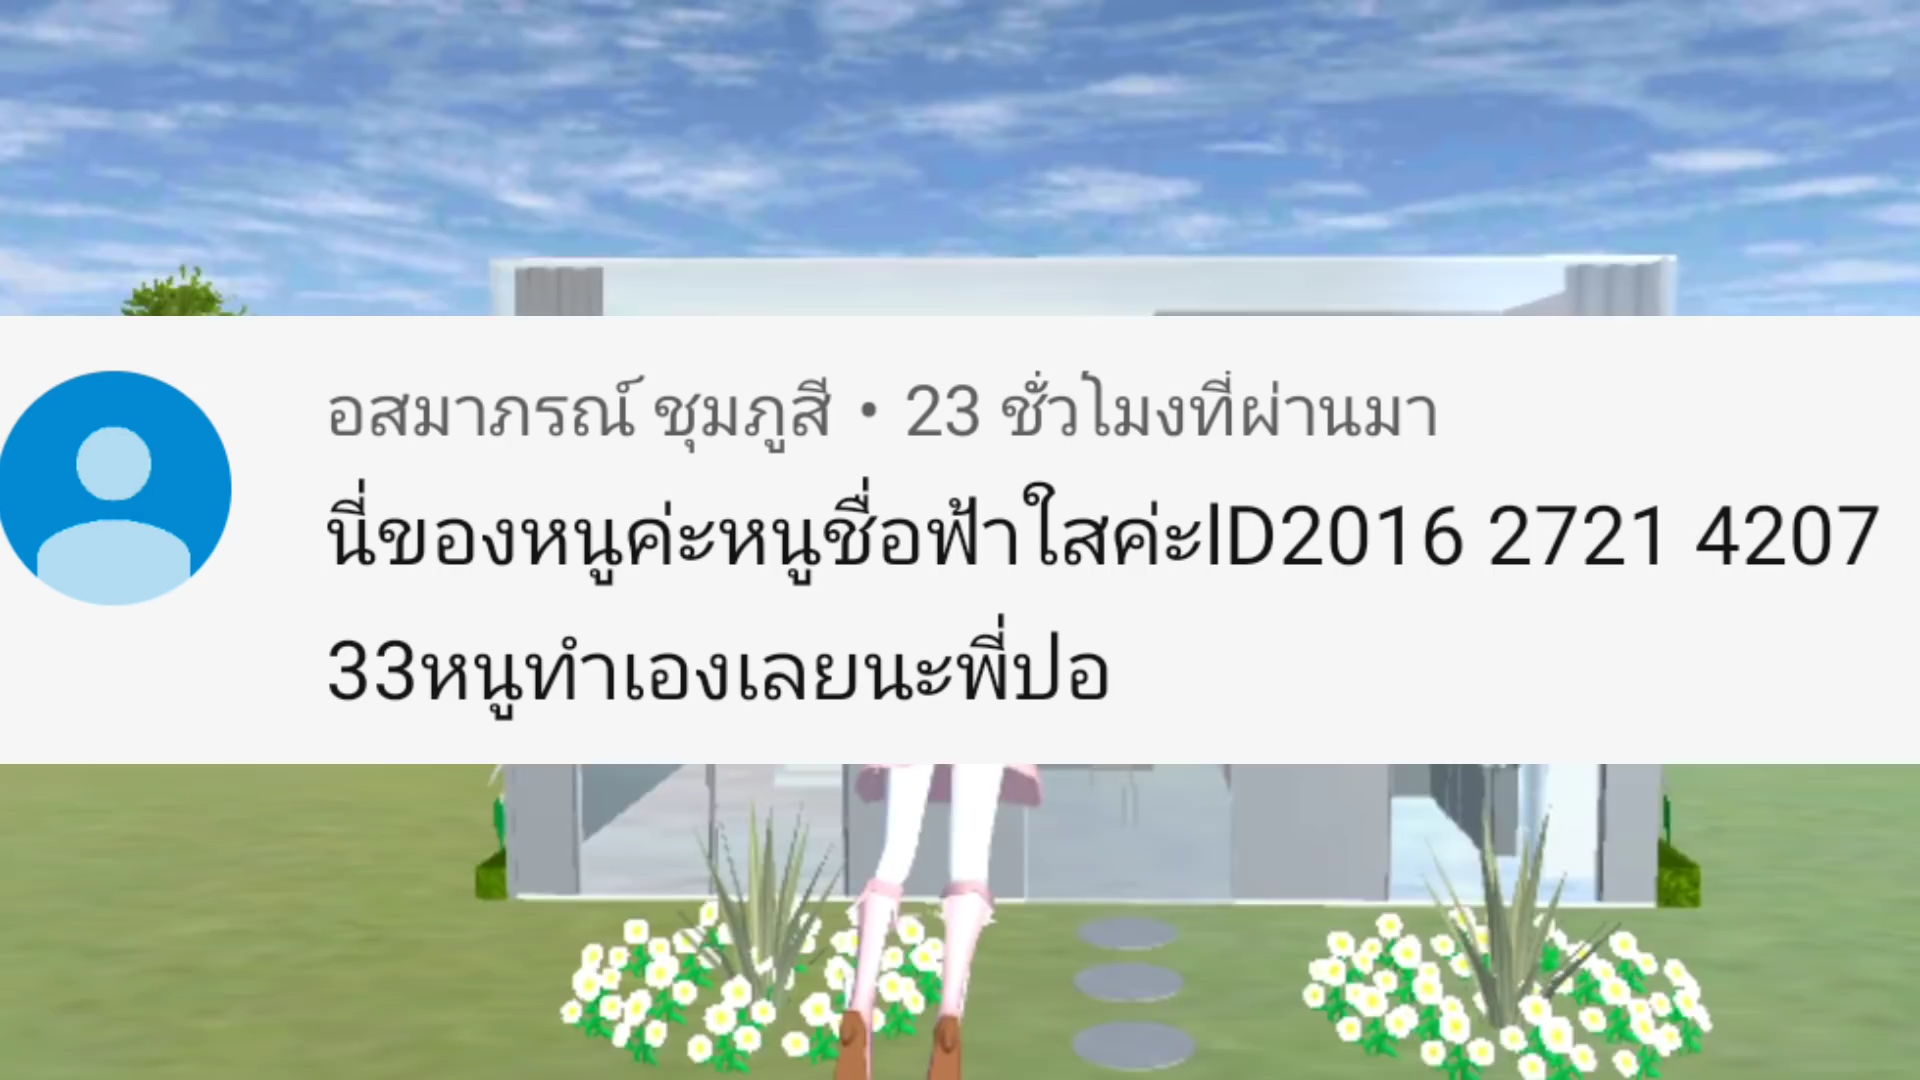 อสมาภรณ์ ชุมภูสี • 23 ชั่วโมงที่ผ่านมา
นี่ของหนูค่ะหนูชื่อฟ้าใสค่ะID2016 2721 4207
33หนูทำเองเลยนะพี่ปอ